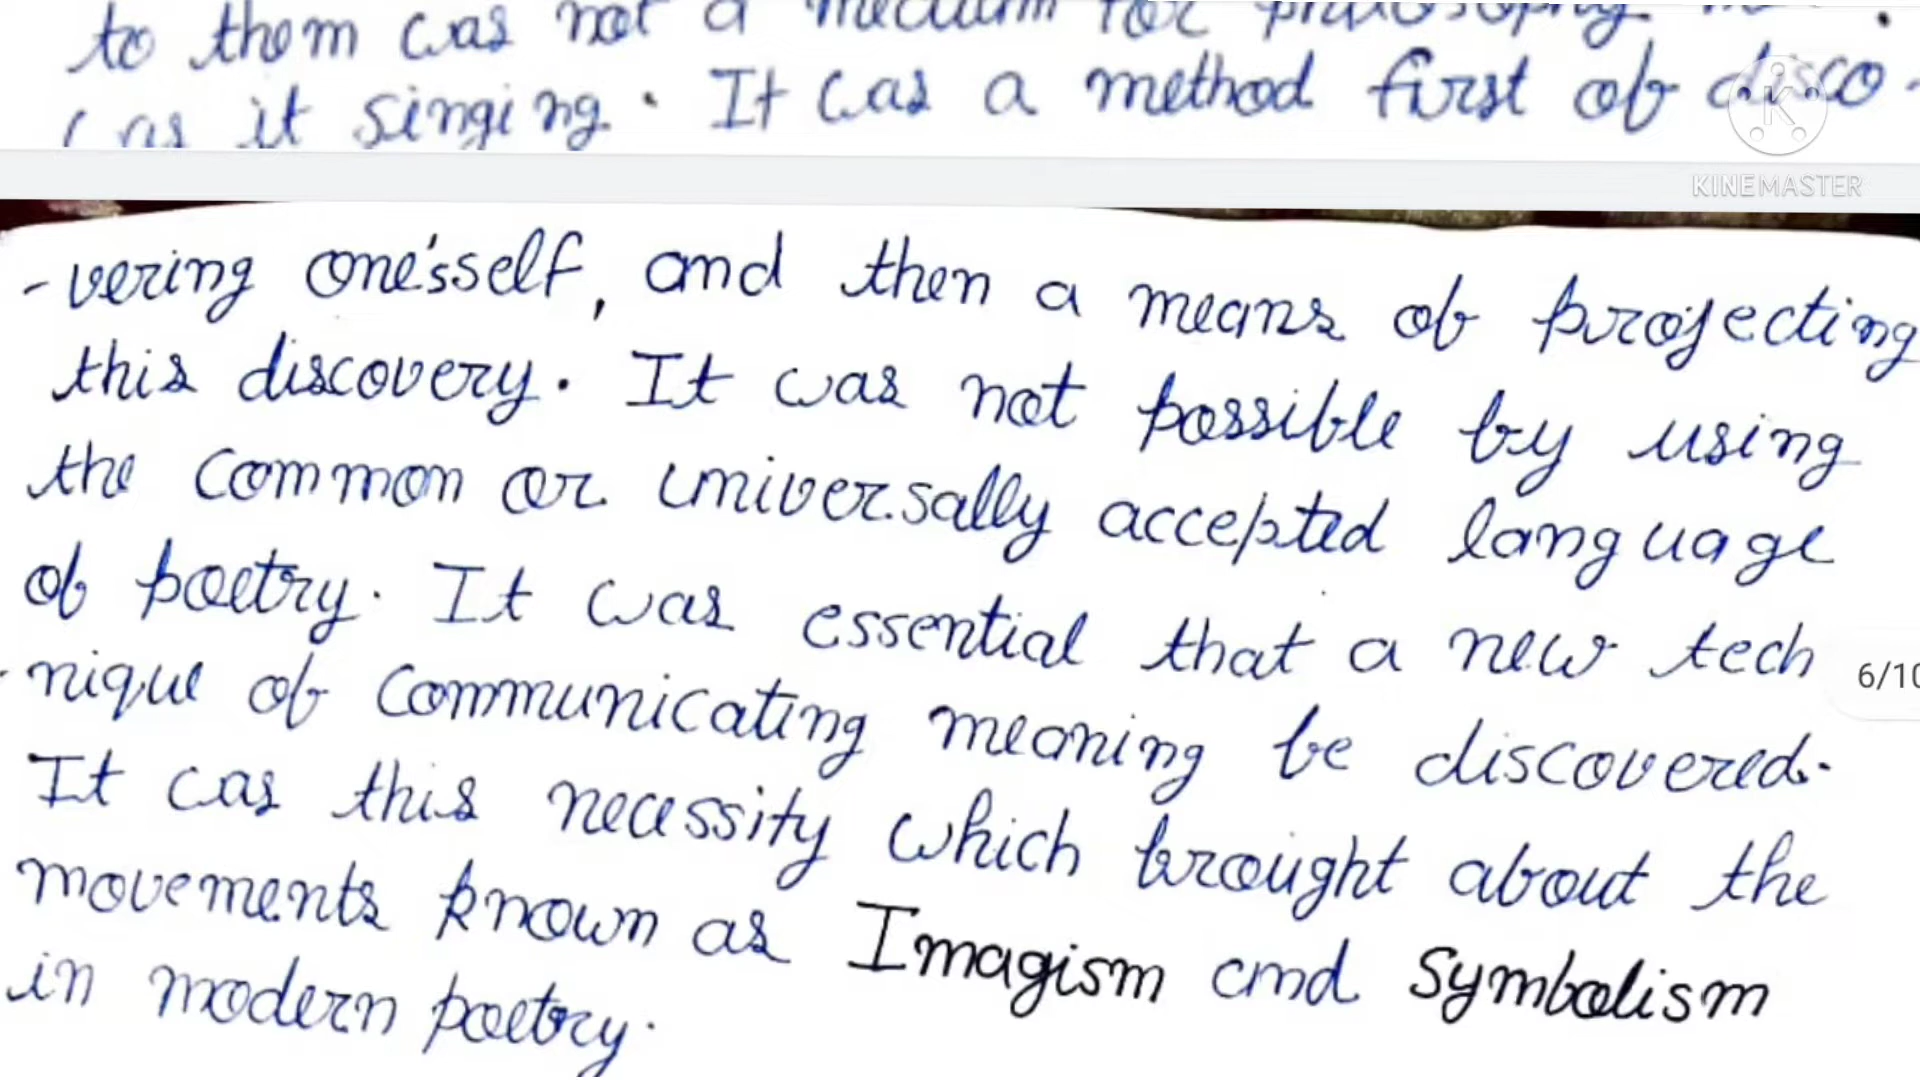 to them was not a medium for philosophy
was it singing. It was a method first of disco-
KINEMASTER
-vering one'sself, and then a means of projecting
this discovery. It was not possible by using
the common or universally accepted language
of poetry. It was essential that a new tech
-nique of communicating meaning be discovered.
6/10
It was this necessity which brought about the
movements known as Imagism and Symbolism
in modern poetry.